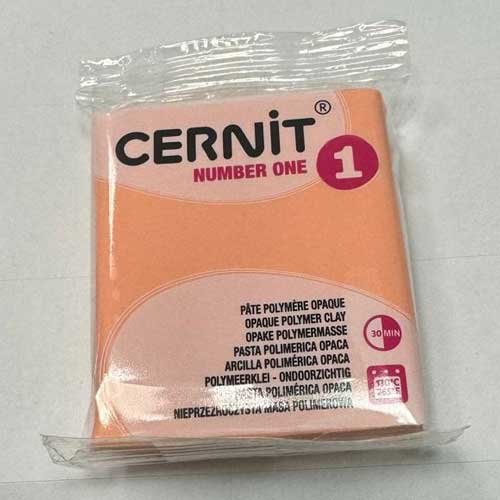 CERNiT®
NUMBER ONE
1
PÂTE POLYMÈRE OPAQUE
OPAQUE POLYMER CLAY
OPAKE POLYMERMASSE
PASTA POLIMERICA OPACA
ARCILLA POLIMÉRICA OPACA
POLYMEERKLEI - ONDOORZICHTIG
PASTA POLIMÉRICA OPACA
NIEPRZEZROCZYSTA MASA POLIMEROWA
30 MIN
130°C
265°F